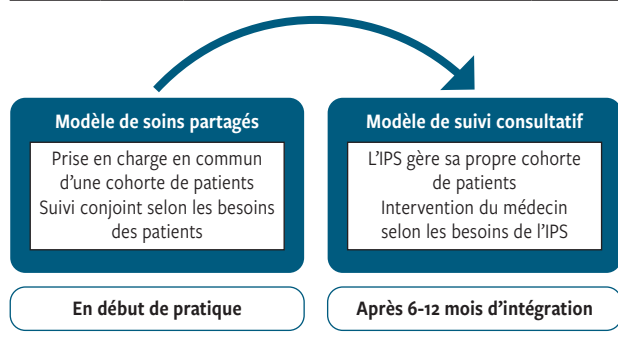 Modèle de soins partagés
Prise en charge en commun
d'une cohorte de patients
Suivi conjoint selon les besoins
des patients
En début de pratique
Modèle de suivi consultatif
L'IPS gère sa propre cohorte
de patients
Intervention du médecin
selon les besoins de l'IPS
Après 6-12 mois d'intégration